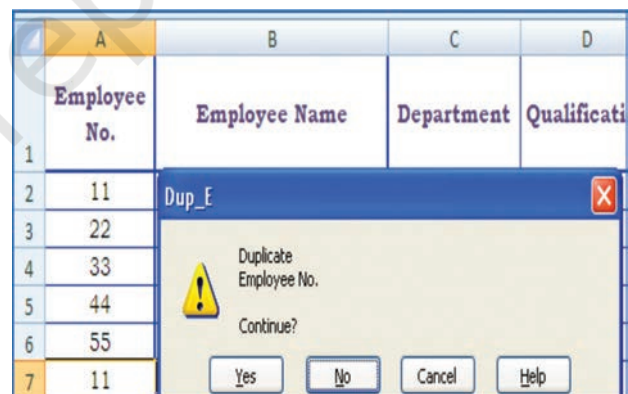 A B C D
Employee No. Employee Name Department Qualificati
1
2 11
3 22
4 33
5 44
6 55
7 11
Dup_E
Duplicate
Employee No.
Continue?
Yes No Cancel Help